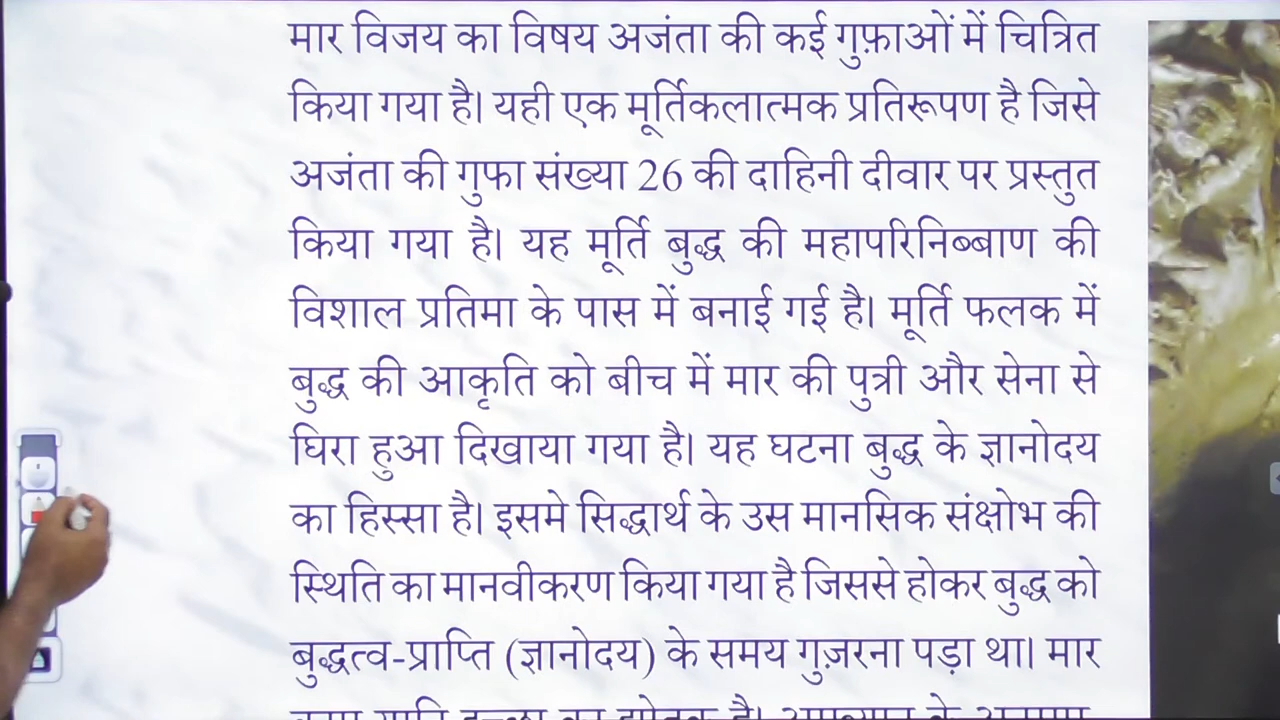 मार विजय का विषय अजंता की कई गुफ़ाओं में चित्रित
किया गया है। यही एक मूर्तिकलात्मक प्रतिरूपण है जिसे
अजंता की गुफा संख्या 26 की दाहिनी दीवार पर प्रस्तुत
किया गया है। यह मूर्ति बुद्ध की महापरिनिब्बाण की
विशाल प्रतिमा के पास में बनाई गई है। मूर्ति फलक में
बुद्ध की आकृति को बीच में मार की पुत्री और सेना से
घिरा हुआ दिखाया गया है। यह घटना बुद्ध के ज्ञानोदय
का हिस्सा है। इसमे सिद्धार्थ के उस मानसिक संक्षोभ की
स्थिति का मानवीकरण किया गया है जिससे होकर बुद्ध को
बुद्धत्व-प्राप्ति (ज्ञानोदय) के समय गुज़रना पड़ा था। मार